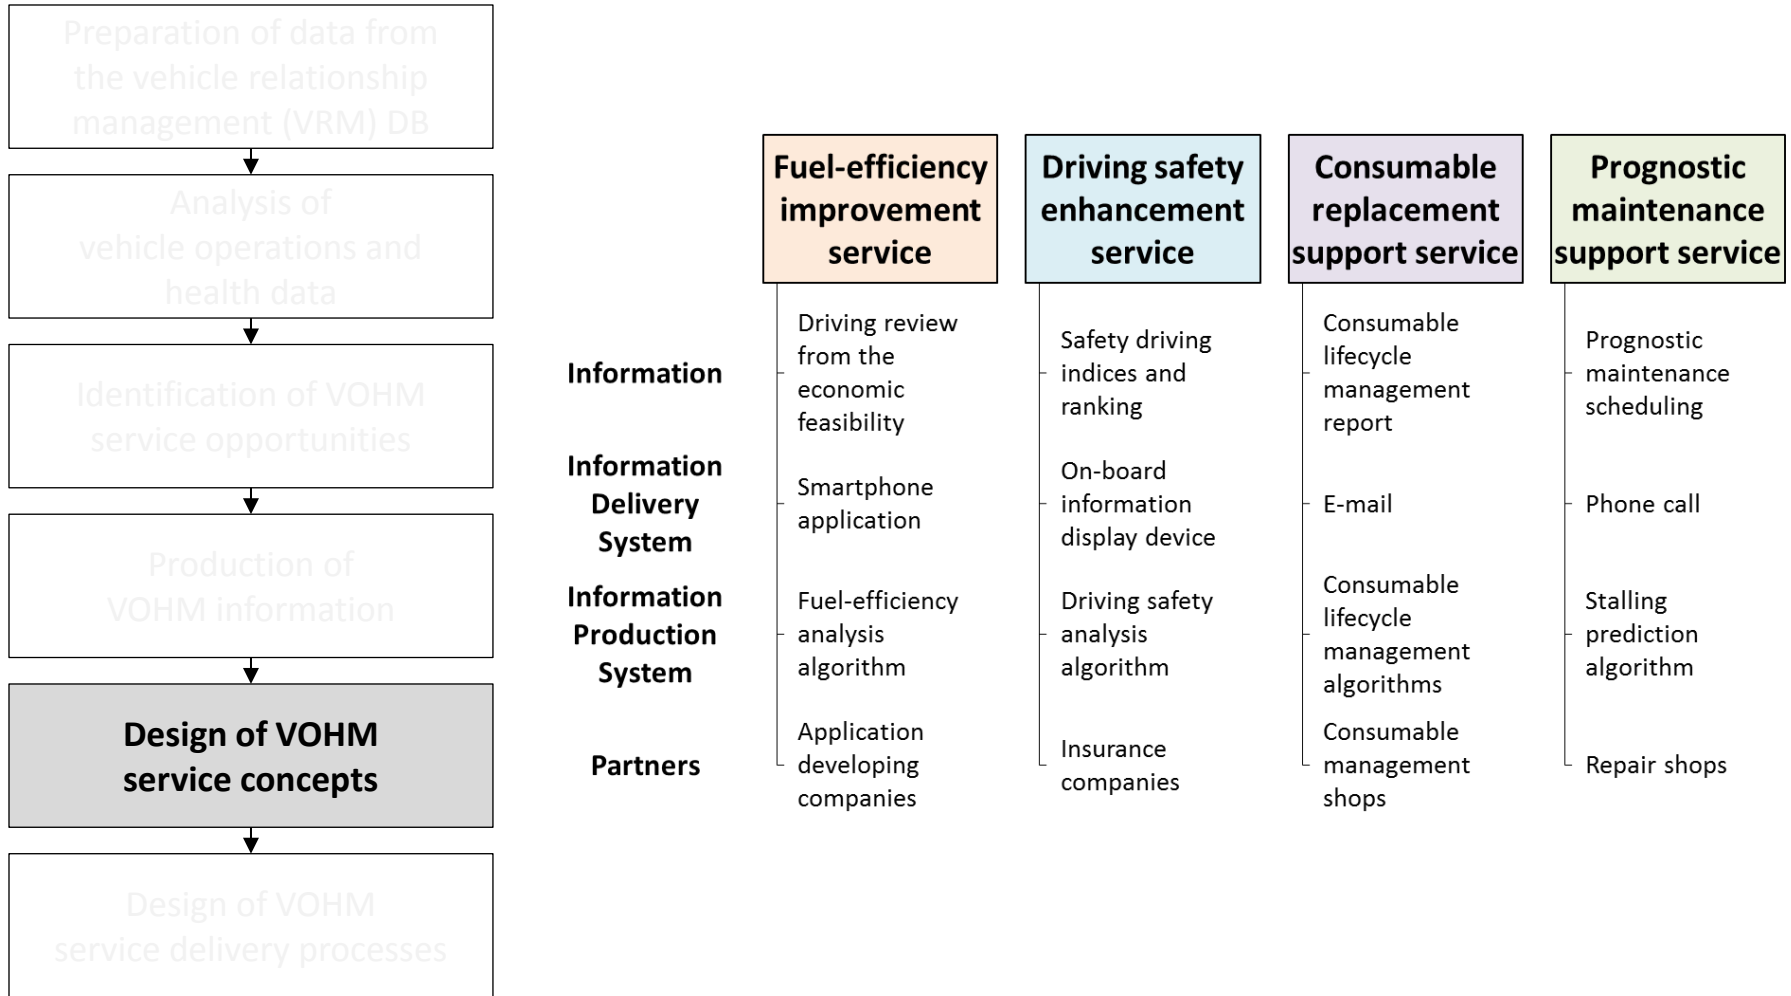 Preparation of data from
the vehicle relationship
management (VRM) DB
Analysis of
vehicle operations and
health data
Identification of VOHM
service opportunities
Production of
VOHM information
Design of VOHM
service concepts
Design of VOHM
service delivery processes
Fuel-efficiency
improvement
service
Driving safety
enhancement
service
Consumable
replacement
support service
Prognostic
maintenance
support service
Information
Driving review
from the
economic
feasibility
Safety driving
indices and
ranking
Consumable
lifecycle
management
report
Prognostic
maintenance
scheduling
Information
Delivery
System
Smartphone
application
On-board
information
display device
E-mail
Phone call
Information
Production
System
Fuel-efficiency
analysis
algorithm
Driving safety
analysis
algorithm
Consumable
lifecycle
management
algorithms
Stalling
prediction
algorithm
Partners
Application
developing
companies
Insurance
companies
Consumable
management
shops
Repair shops